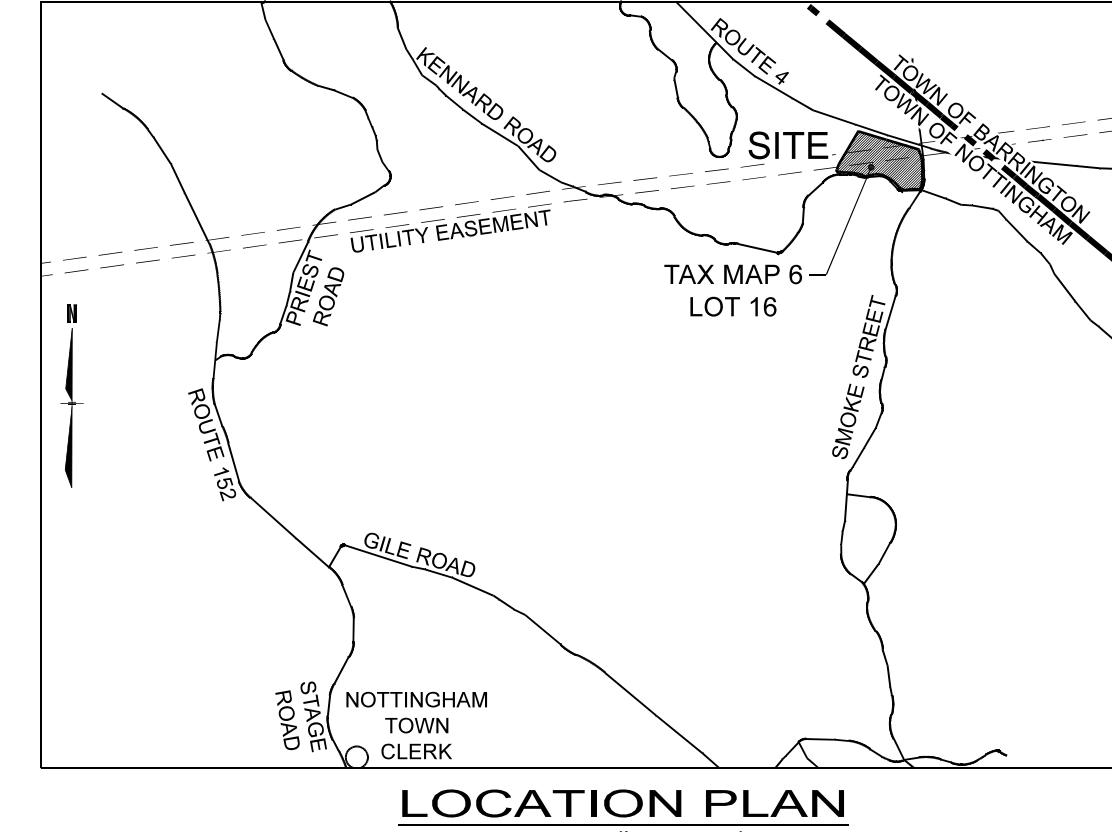 ROUTE 4
KENNARD ROAD
TOWN OF BARRINGTON
TOWN OF NOTTINGHAM
SITE
UTILITY EASEMENT
PRIEST
ROAD
TAX MAP 6
LOT 16
N
SMOKE STREET
ROUTE 152
GILE ROAD
STAGE
ROAD
NOTTINGHAM
TOWN
CLERK
LOCATION PLAN